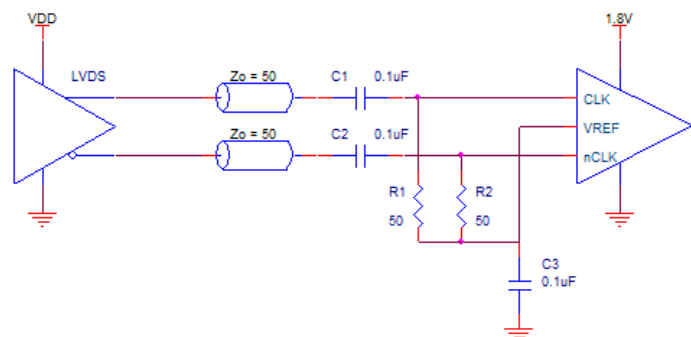 VDD
1.8V
LVDS
Zo = 50
C1
0.1uF
CLK
VREF
Zo = 50
C2
0.1uF
nCLK
R1
R2
50
50
C3
0.1uF